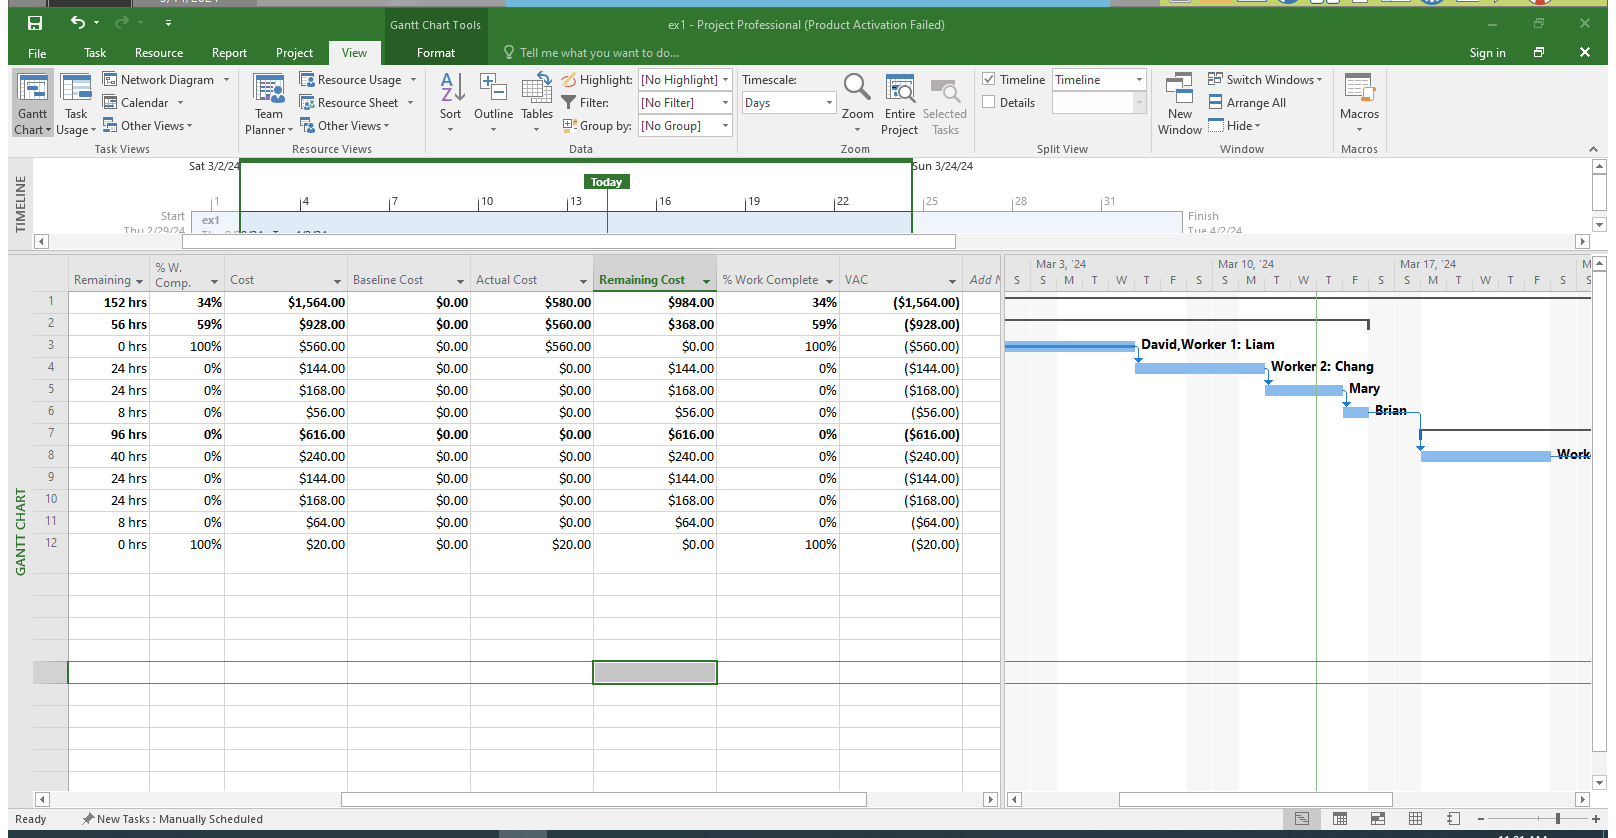 Gantt Chart Tools
ex1 - Project Professional (Product Activation Failed)
File Task Resource Report Project View Format Tell me what you want to do... Sign in
Gantt Chart
Task Usage
Network Diagram
Calendar
Other Views
Task Views
Team Planner
Resource Usage
Resource Sheet
Other Views
Resource Views
Sort
Outline
Tables
Highlight: [No Highlight]
Filter: [No Filter]
Group by: [No Group]
Data
Timescale:
Days
Zoom
Entire Project
Selected Tasks
Zoom
Timeline Timeline
Details
Split View
New Window
Switch Windows
Arrange All
Hide
Window
Macros
Macros
TIMELINE
Sat 3/2/24 Sun 3/24/24
Today
1 4 7 10 13 16 19 22 25 28 31
Start ex1 Finish
Thu 2/29/24 Tue 4/2/24
GANTT CHART
Remaining % W. Comp. Cost Baseline Cost Actual Cost Remaining Cost % Work Complete VAC Add
1 152 hrs 34% $1,564.00 $0.00 $580.00 $984.00 34% ($1,564.00)
2 56 hrs 59% $928.00 $0.00 $560.00 $368.00 59% ($928.00)
3 0 hrs 100% $560.00 $0.00 $560.00 $0.00 100% ($560.00)
4 24 hrs 0% $144.00 $0.00 $0.00 $144.00 0% ($144.00)
5 24 hrs 0% $168.00 $0.00 $0.00 $168.00 0% ($168.00)
6 8 hrs 0% $56.00 $0.00 $0.00 $56.00 0% ($56.00)
7 96 hrs 0% $616.00 $0.00 $0.00 $616.00 0% ($616.00)
8 40 hrs 0% $240.00 $0.00 $0.00 $240.00 0% ($240.00)
9 24 hrs 0% $144.00 $0.00 $0.00 $144.00 0% ($144.00)
10 24 hrs 0% $168.00 $0.00 $0.00 $168.00 0% ($168.00)
11 8 hrs 0% $64.00 $0.00 $0.00 $64.00 0% ($64.00)
12 0 hrs 100% $20.00 $0.00 $20.00 $0.00 100% ($20.00)
Mar 3, '24 Mar 10, '24 Mar 17, '24 M
S S M T W T F S S M T W T F S S M T W T F S S
David,Worker 1: Liam
Worker 2: Chang
Mary
Brian
Work
Ready New Tasks : Manually Scheduled